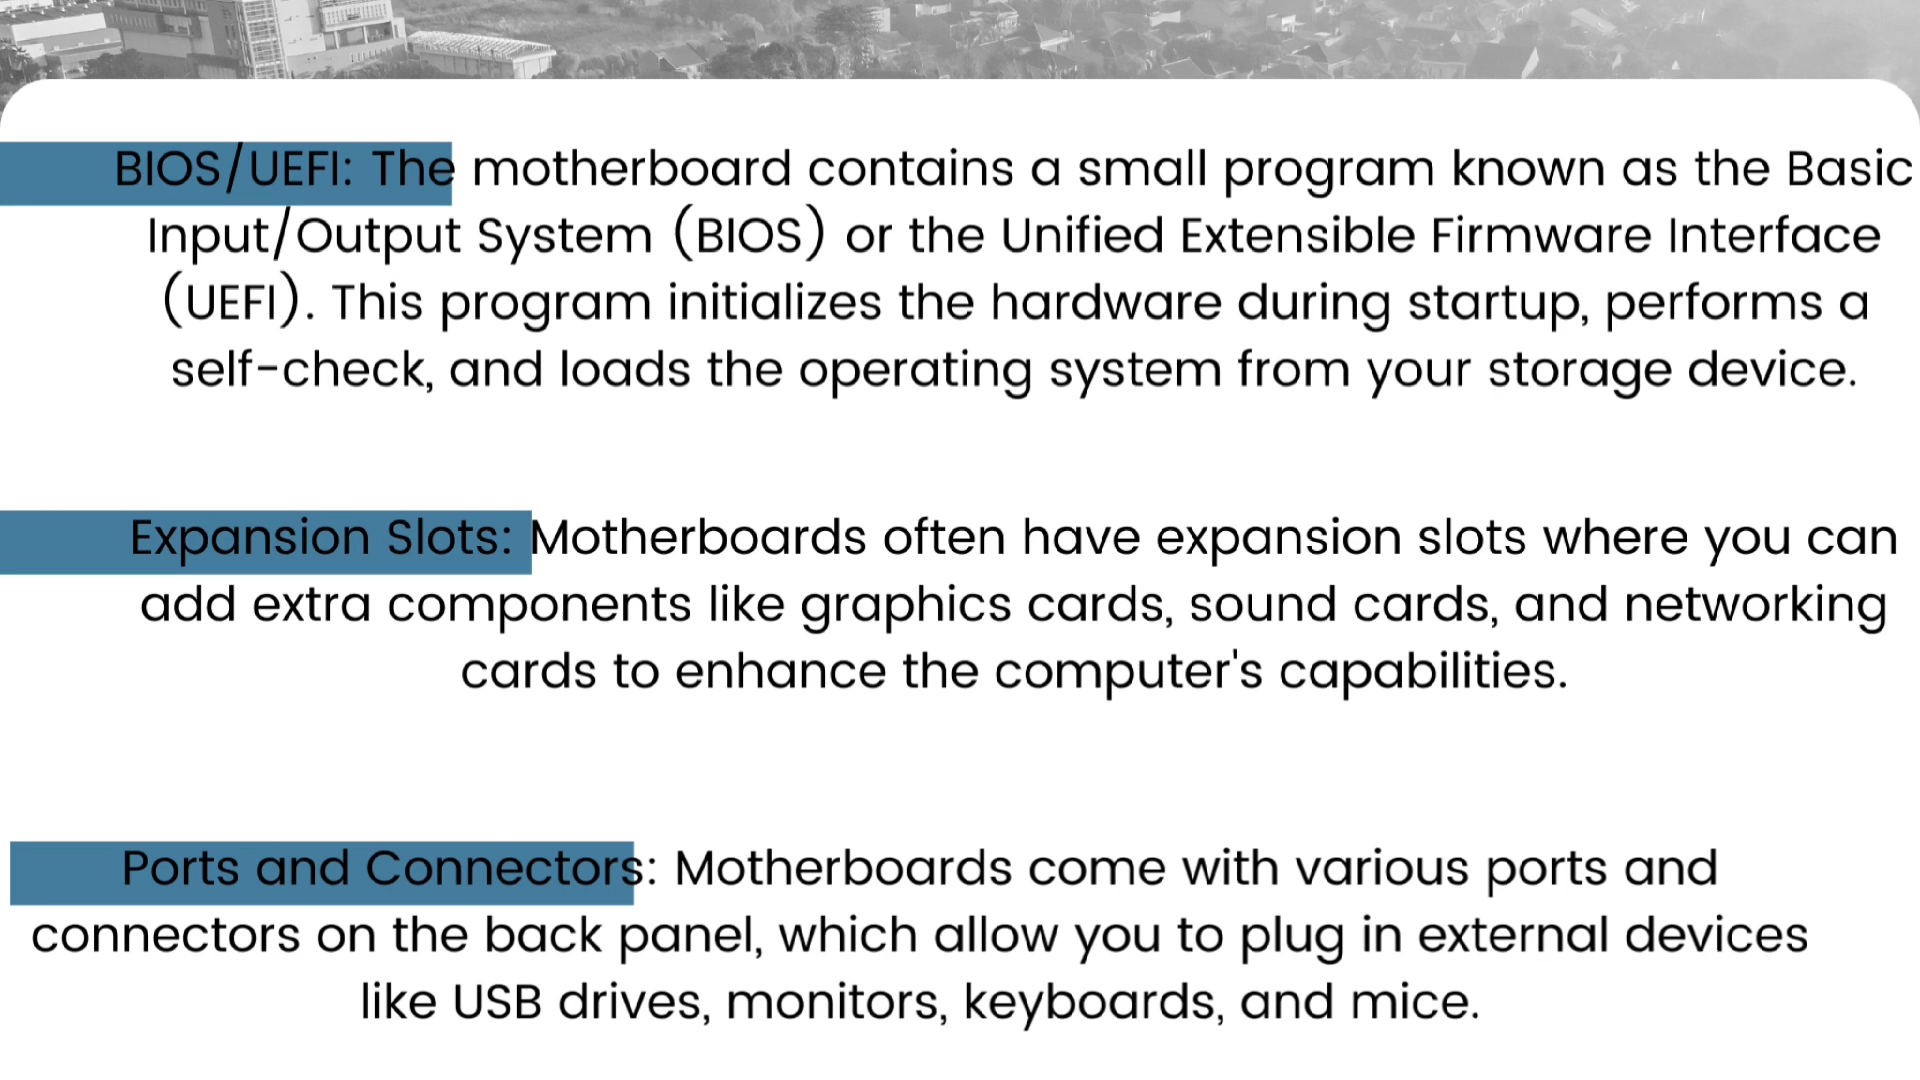 BIOS/UEFI: The motherboard contains a small program known as the Basic
Input/Output System (BIOS) or the Unified Extensible Firmware Interface
(UEFI). This program initializes the hardware during startup, performs a
self-check, and loads the operating system from your storage device.
Expansion Slots: Motherboards often have expansion slots where you can
add extra components like graphics cards, sound cards, and networking
cards to enhance the computer's capabilities.
Ports and Connectors: Motherboards come with various ports and
connectors on the back panel, which allow you to plug in external devices
like USB drives, monitors, keyboards, and mice.